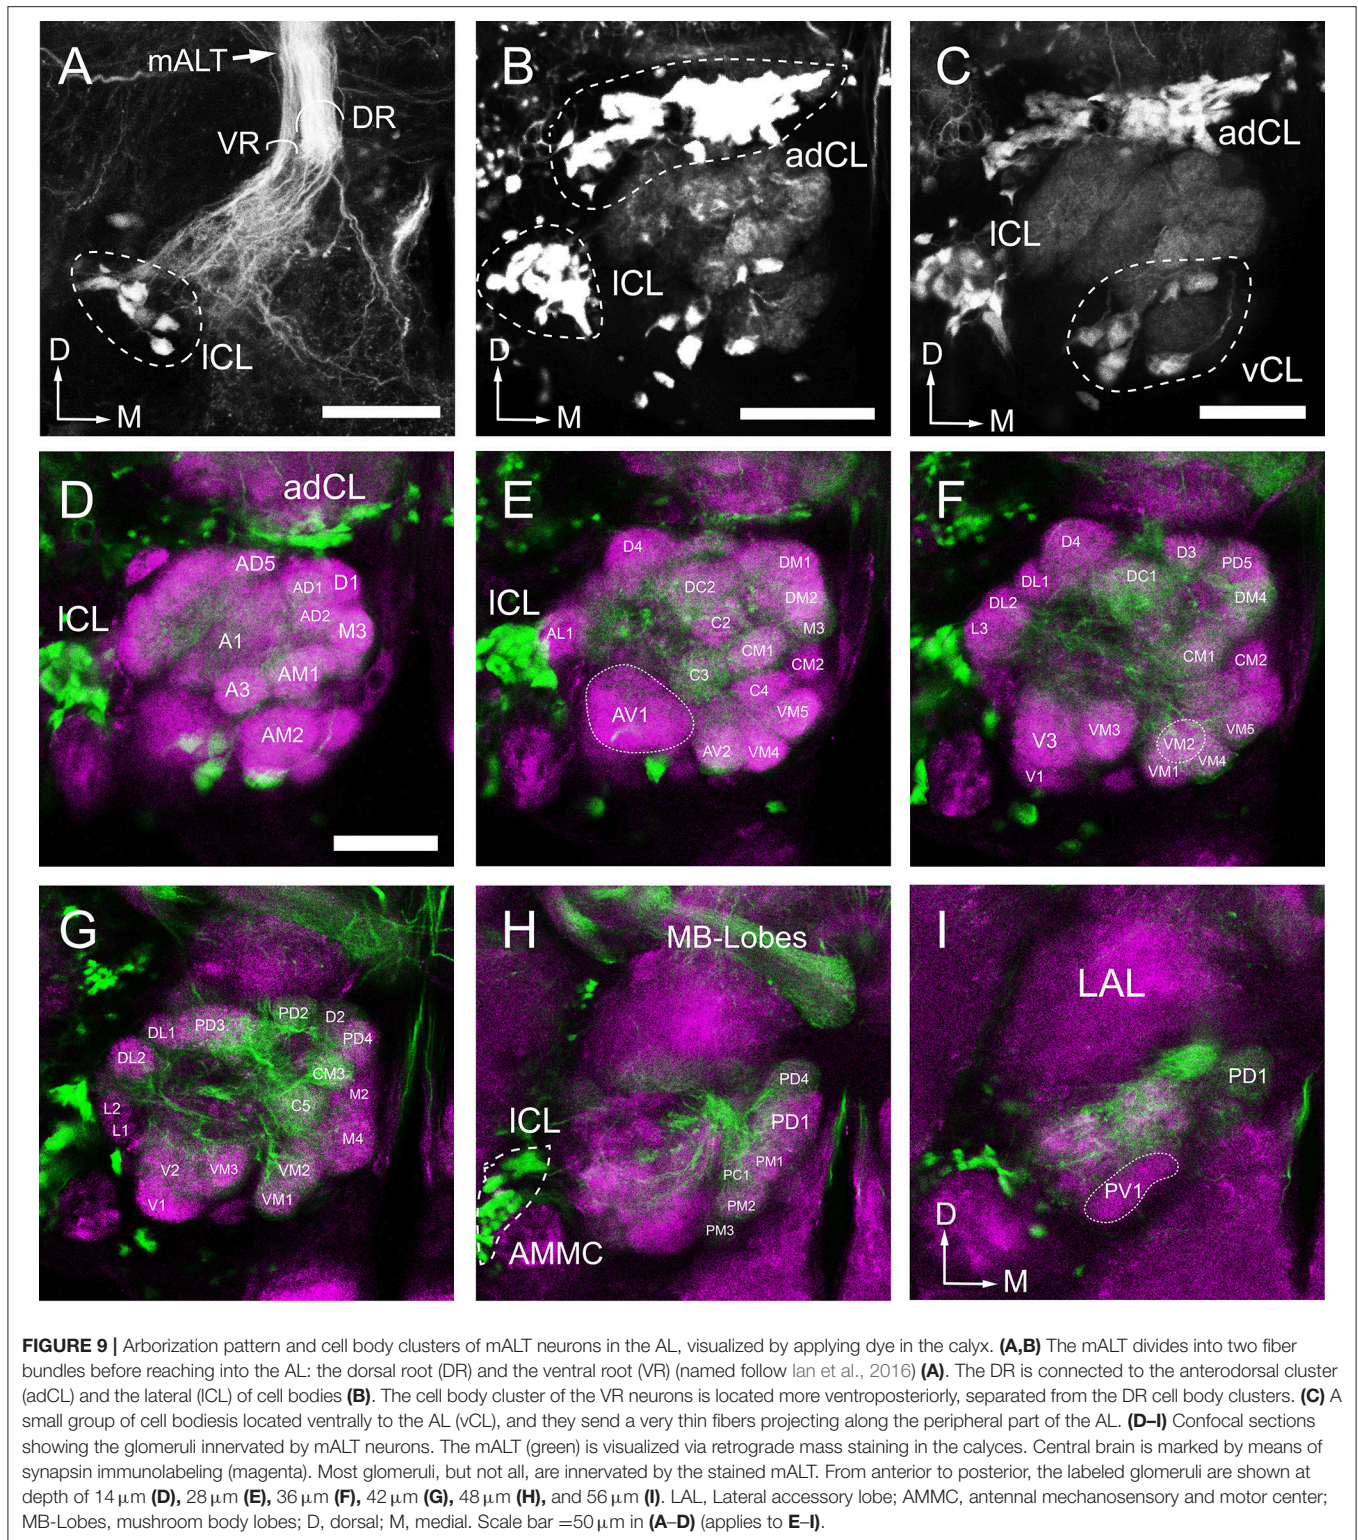 A
mALT
DR
VR
lCL
D
M
B
adCL
lCL
D
M
C
adCL
lCL
vCL
D
M
D
adCL
lCL
AD5
AD1
D1
AD2
A1
M3
AM1
A3
AM2
E
D4
DM1
DC2
DM2
lCL
C2
M3
AL1
CM1
CM2
C3
C4
AV1
VM5
AV2
VM4
F
D4
D3
DL1
DC1
PD5
DL2
DM4
L3
CM1
CM2
V3
VM3
VM2
VM5
V1
VM1
VM4
G
PD2
D2
DL1
PD3
PD4
DL2
CM3
M2
L2
C5
L1
M4
V2
VM3
VM2
V1
VM1
H
MB-Lobes
PD4
lCL
PD1
PM1
PC1
PM2
PM3
AMMC
I
LAL
PD1
PV1
D
M
FIGURE 9 | Arborization pattern and cell body clusters of mALT neurons in the AL, visualized by applying dye in the calyx. (A,B) The mALT divides into two fiber
bundles before reaching into the AL: the dorsal root (DR) and the ventral root (VR) (named follow Ian et al., 2016) (A). The DR is connected to the anterodorsal cluster
(adCL) and the lateral (lCL) of cell bodies (B). The cell body cluster of the VR neurons is located more ventroposteriorly, separated from the DR cell body clusters. (C) A
small group of cell bodiesis located ventrally to the AL (vCL), and they send a very thin fibers projecting along the peripheral part of the AL. (D–I) Confocal sections
showing the glomeruli innervated by mALT neurons. The mALT (green) is visualized via retrograde mass staining in the calyces. Central brain is marked by means of
synapsin immunolabeling (magenta). Most glomeruli, but not all, are innervated by the stained mALT. From anterior to posterior, the labeled glomeruli are shown at
depth of 14 μm (D), 28 μm (E), 36 μm (F), 42 μm (G), 48 μm (H), and 56 μm (I). LAL, Lateral accessory lobe; AMMC, antennal mechanosensory and motor center;
MB-Lobes, mushroom body lobes; D, dorsal; M, medial. Scale bar =50 μm in (A–D) (applies to E–I).